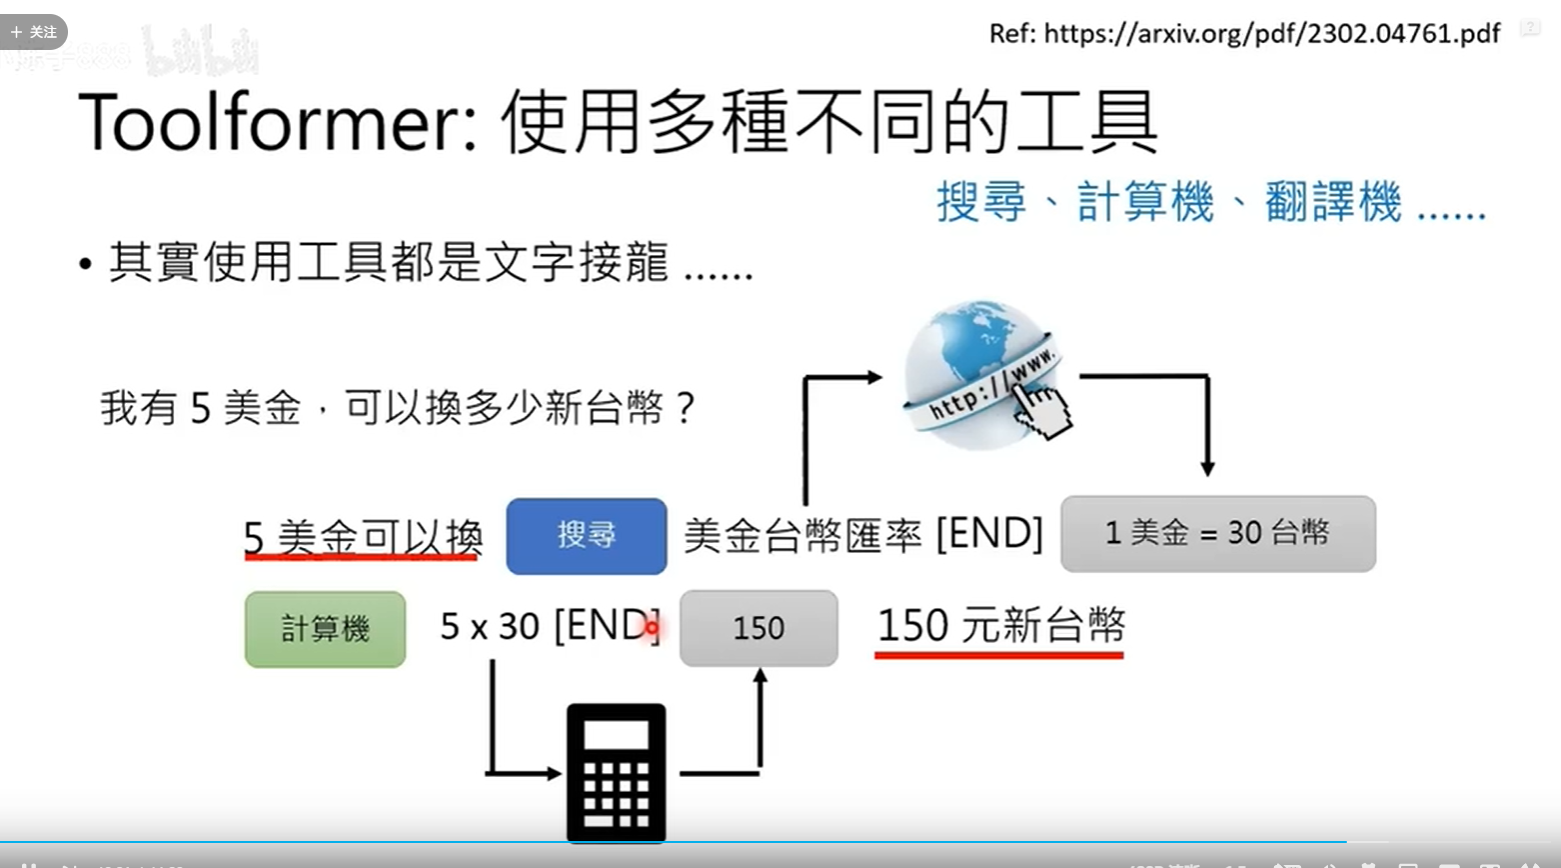 + 关注
Ref: https://arxiv.org/pdf/2302.04761.pdf
bilibili
Toolformer: 使用多種不同的工具
搜尋、計算機、翻譯機 ......
• 其實使用工具都是文字接龍 ......
http://www.
我有 5 美金，可以換多少新台幣？
5 美金可以換 搜尋 美金台幣匯率 [END] 1 美金 = 30 台幣
計算機 5 x 30 [END] 150 150 元新台幣